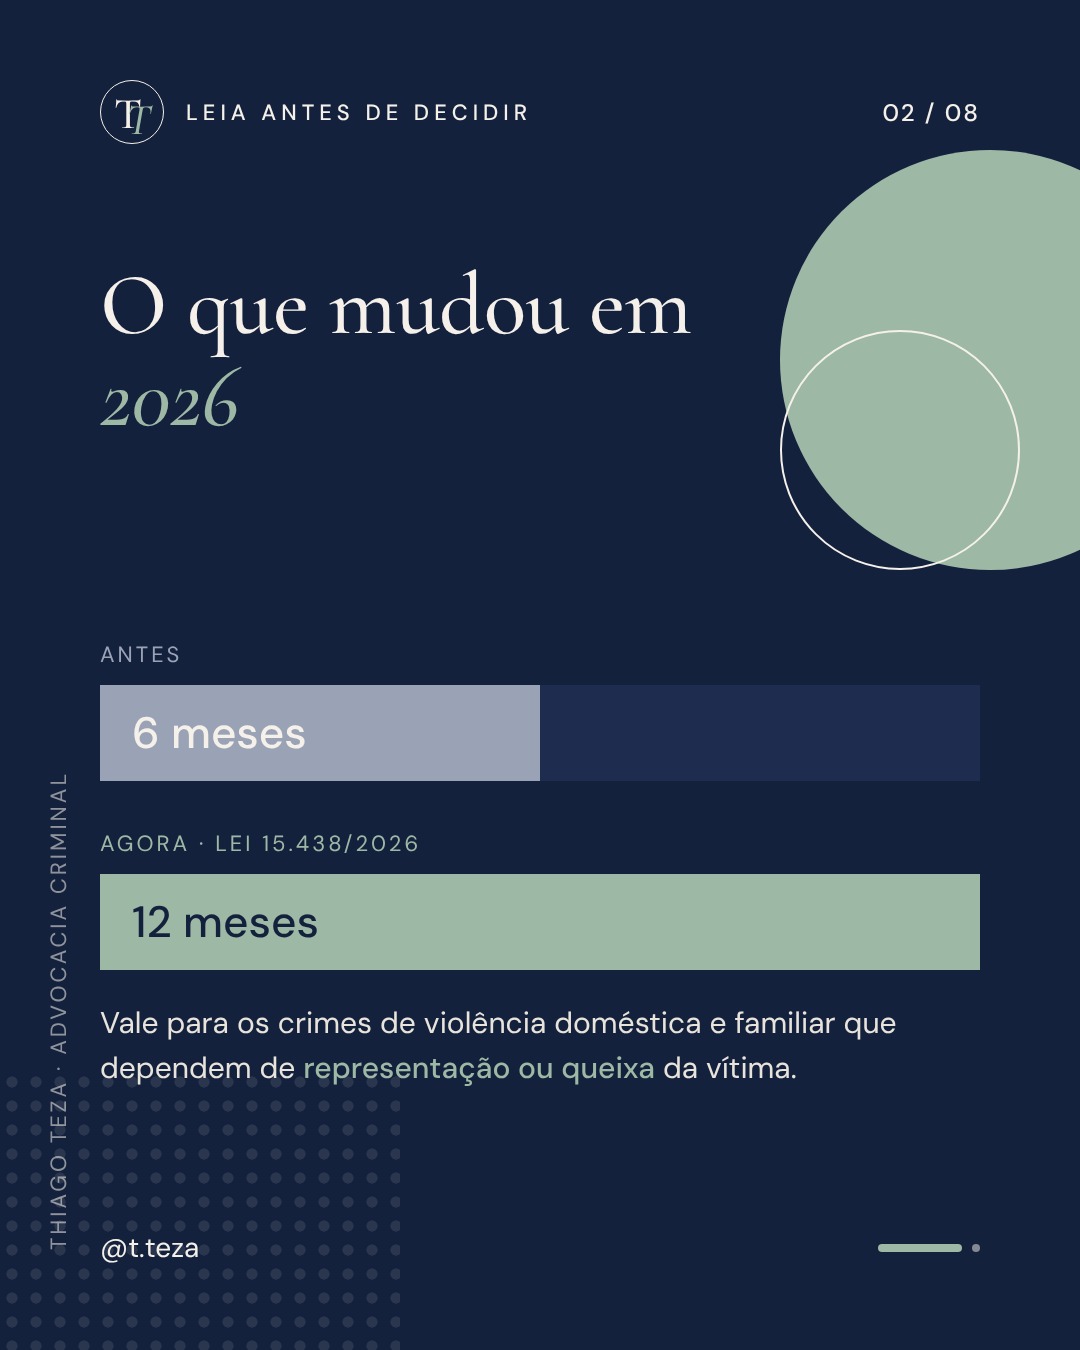 TT
LEIA ANTES DE DECIDIR
02 / 08
O que mudou em
2026
ANTES
6 meses
AGORA · LEI 15.438/2026
12 meses
Vale para os crimes de violência doméstica e familiar que
dependem de representação ou queixa da vítima.
THIAGO TEZA · ADVOCACIA CRIMINAL
@t.teza